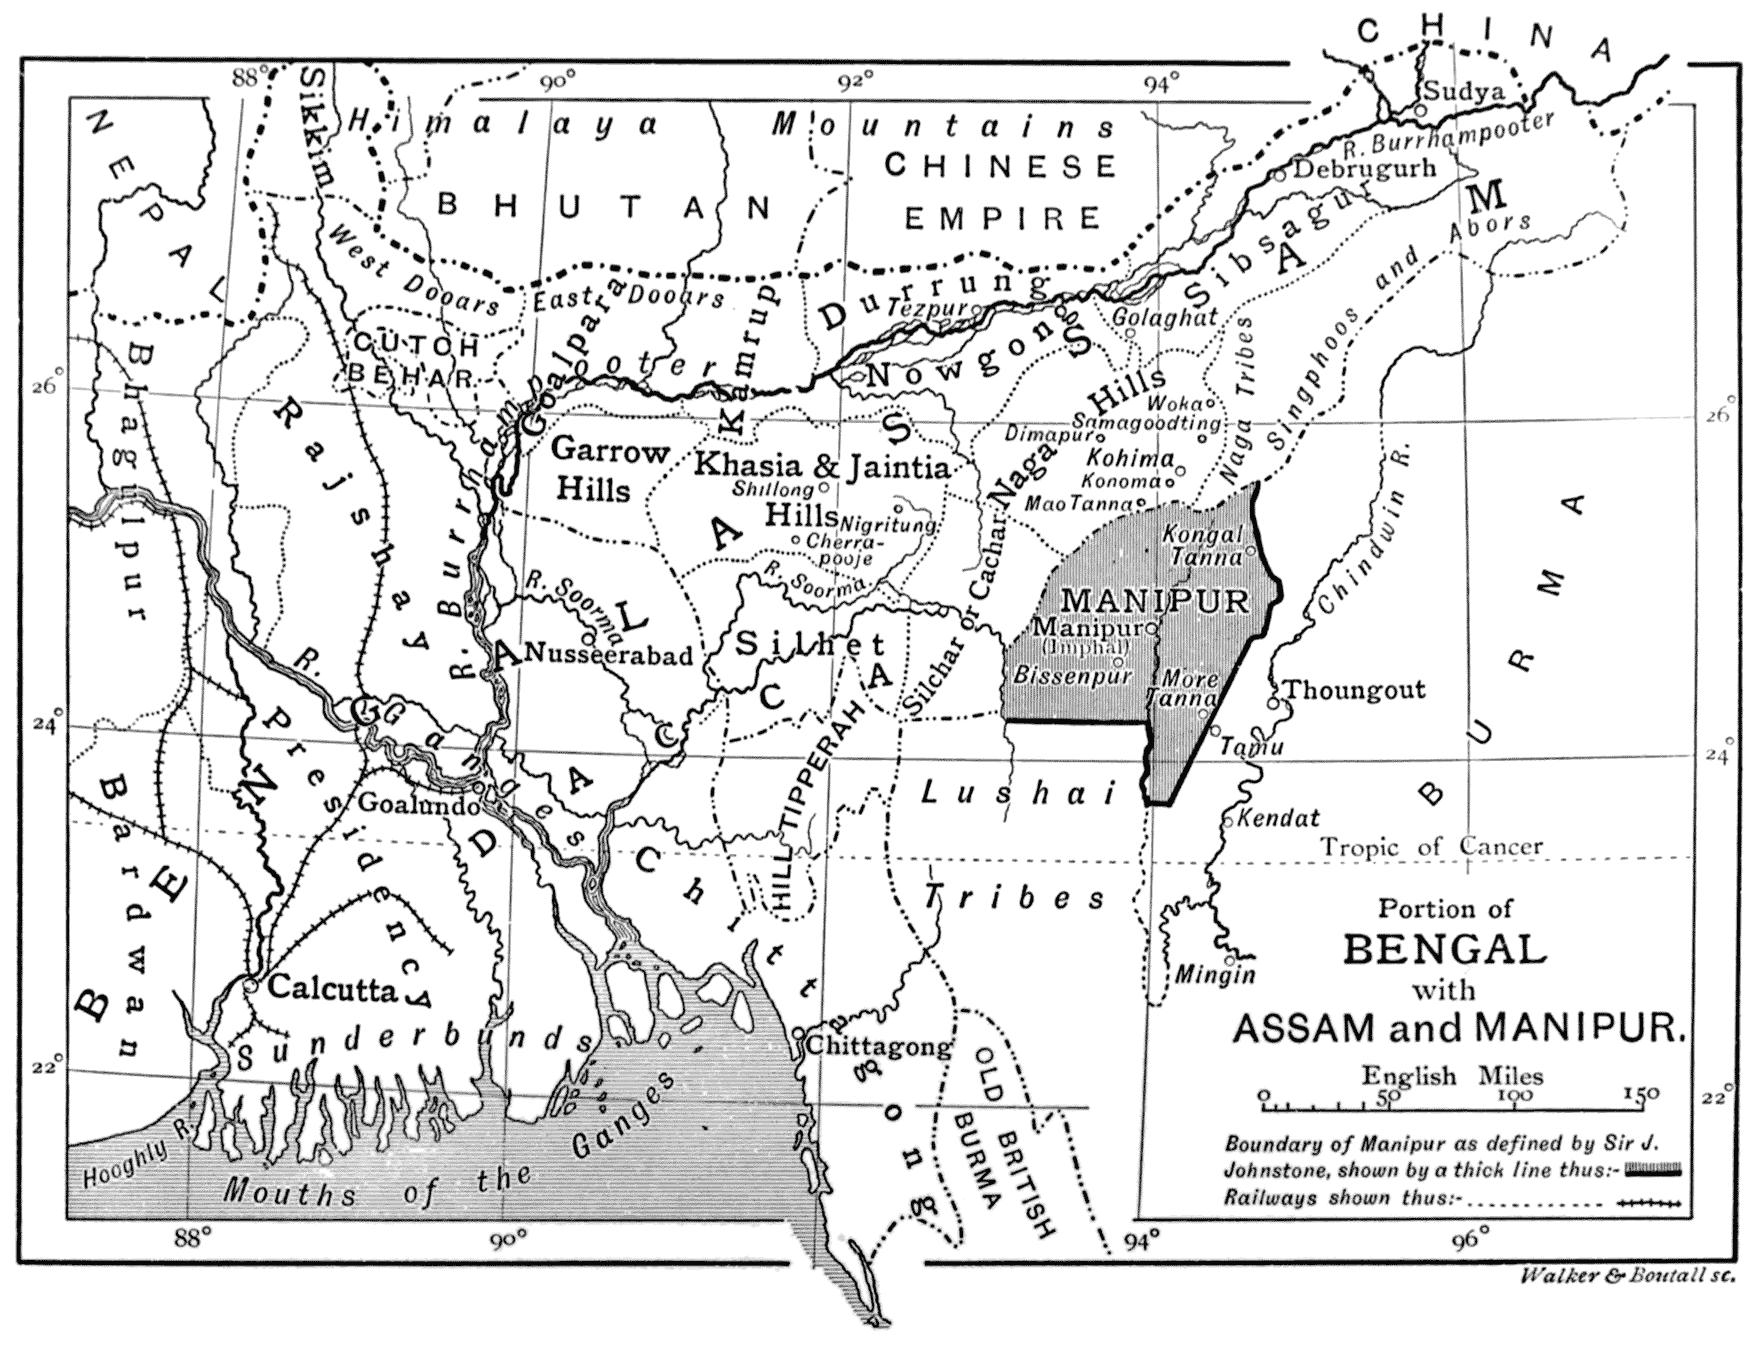 CHINA
88°
90°
92°
94°
Sudya
NEPAL
Sikkim
Himalaya Mountains
CHINESE
EMPIRE
BHUTAN
R. Burrhampooter
Debrugurh
ASSAM
Abors
Singphoos and
Sibsagur
West Dooars
East Dooars
Durrung
Tezpur
Golaghat
CUTCH
BEHAR
Goalpara
Kamrup
Nowgong
Naga Tribes
26°
26°
Bhagulpur
Rajshaye
R. Burrhampooter
Garrow
Hills
Khasia & Jaintia
Hills
Shillong
Nigritung
Cherra-
pooje
Naga Hills
Woka
Samagoodting
Dimapur
Kohima
Konoma
Mao Tanna
Chindwin R.
BURMA
Kongal
Tanna
MANIPUR
Manipur
(Imphal)
Bissenpur
More
Tanna
R. Soorma
R. Soorma
Nusseerabad
Silhet
CACHAR
Silchar or Cachar
Thoungout
Tamu
Kendat
24°
24°
R. Ganges
Presidency
Goalundo
DACCA
HILL TIPPERAH
Lushai
Tribes
Tropic of Cancer
Bardwan
BENGAL
Calcutta
Sunderbunds
Chittagong
Chittagong
Mingin
OLD BRITISH
BURMA
22°
22°
Hooghly R.
Mouths of the Ganges
Portion of
BENGAL
with
ASSAM and MANIPUR.
English Miles
0 50 100 150
Boundary of Manipur as defined by Sir J.
Johnstone, shown by a thick line thus:-
Railways shown thus:-
88°
90°
94°
96°
Walker & Boutall sc.